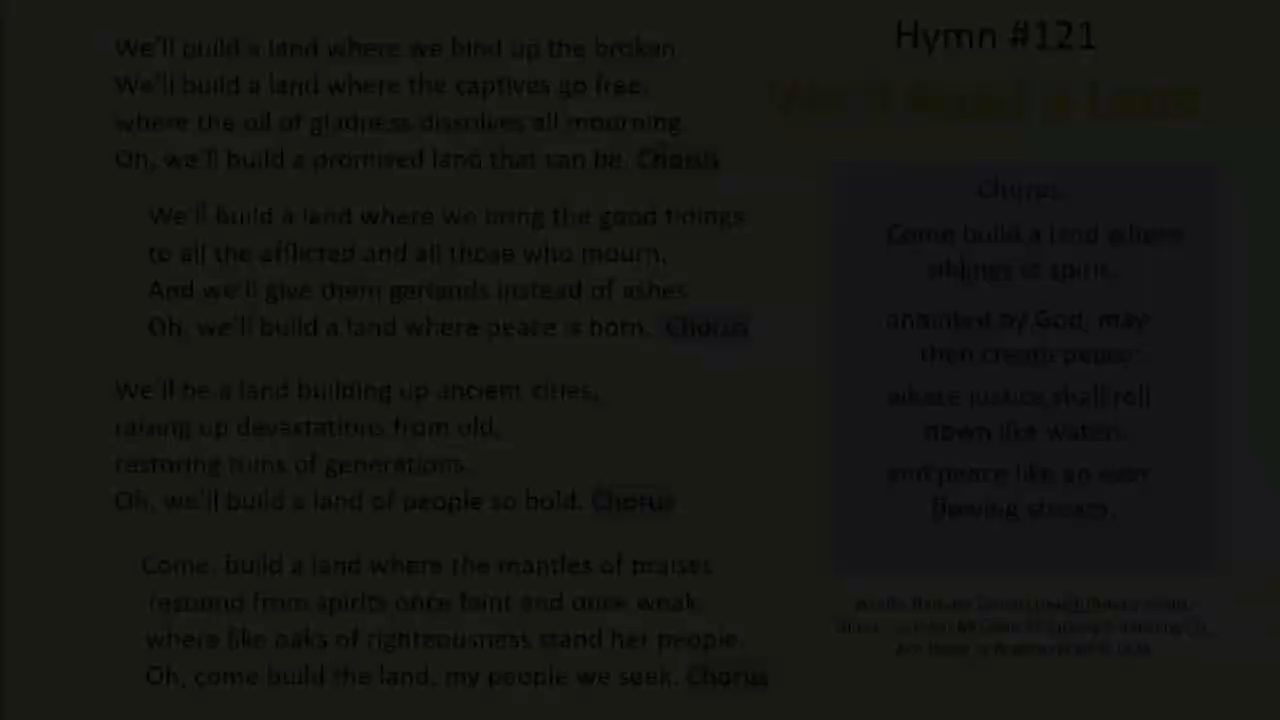 We'll build a land where we bind up the broken.
We'll build a land where the captives go free,
where the oil of gladness dissolves all mourning.
Oh, we'll build a promised land that can be. Chorus
We'll build a land where we bring the good tidings
to all the afflicted and all those who mourn.
And we'll give them garlands instead of ashes.
Oh, we'll build a land where peace is born. Chorus
We'll be a land building up ancient cities,
raising up devastations from old,
restoring ruins of generations.
Oh, we'll build a land of people so bold. Chorus
Come, build a land where the mantles of praises
respond from spirits once faint and once weak,
where like oaks of righteousness stand her people.
Oh, come build the land, my people we seek. Chorus
Hymn #121
We'll Build a Land
Chorus:
Come build a land where
siblings in spirit,
anointed by God, may
then create peace:
where justice shall roll
down like waters,
and peace like an ever
flowing stream.